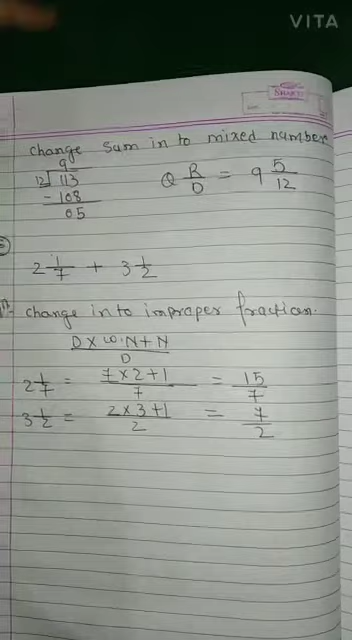 VITA
change sum in to mixed number
9
12 113 Q R/D = 9 5/12
- 108
05
2 1/7 + 3 1/2
change into improper fraction.
D x W.N + N
D
2 1/7 = 7 x 2 + 1 / 7 = 15/7
3 1/2 = 2 x 3 + 1 / 2 = 7/2